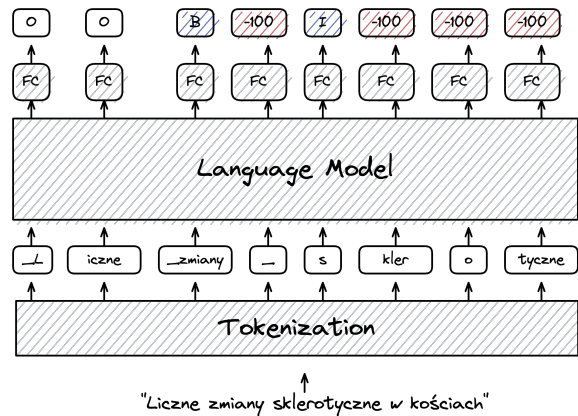 O O B -100 I -100 -100 -100
FC FC FC FC FC FC FC FC
Language Model
_L iczne _zmiany _ s kler o tyczne
Tokenization
"Liczne zmiany sklerotyczne w kościach"